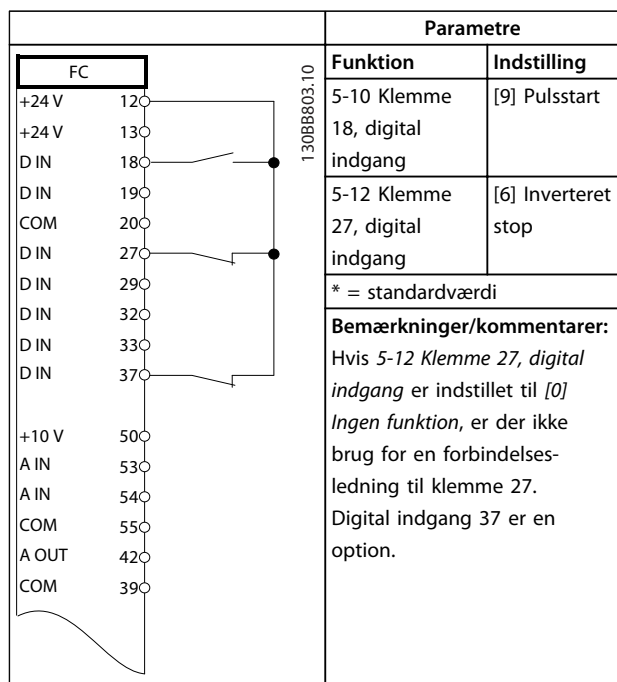 Parametre
FC
130BB803.10
+24 V 12
+24 V 13
D IN 18
D IN 19
COM 20
D IN 27
D IN 29
D IN 32
D IN 33
D IN 37
+10 V 50
A IN 53
A IN 54
COM 55
A OUT 42
COM 39
Funktion Indstilling
5-10 Klemme [9] Pulsstart
18, digital
indgang
5-12 Klemme [6] Inverteret
27, digital stop
indgang
* = standardværdi
Bemærkninger/kommentarer:
Hvis 5-12 Klemme 27, digital
indgang er indstillet til [0]
Ingen funktion, er der ikke
brug for en forbindelses-
ledning til klemme 27.
Digital indgang 37 er en
option.